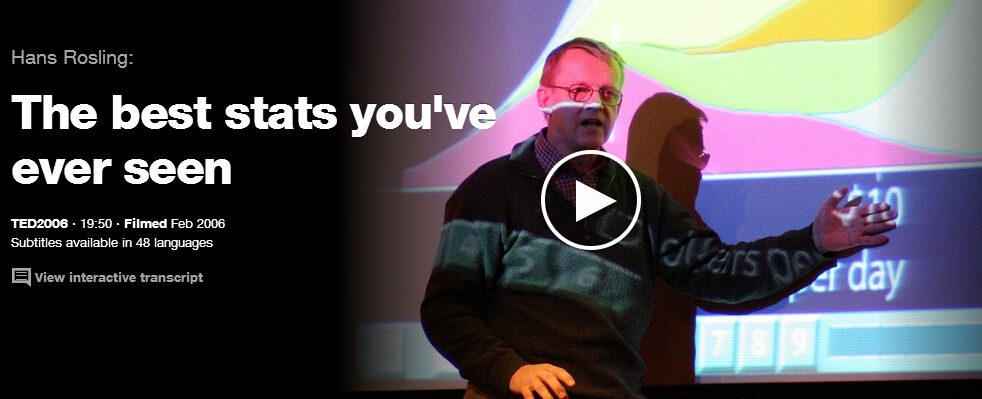 Hans Rosling:
The best stats you've
ever seen
TED2006 · 19:50 · Filmed Feb 2006
Subtitles available in 48 languages
View interactive transcript
$10
per day
7 8 9